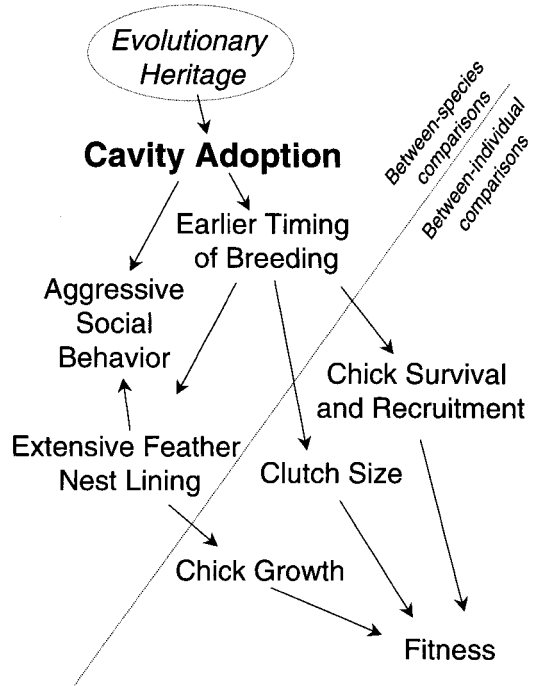 Evolutionary
Heritage
Cavity Adoption
Between-species
comparisons
Between-individual
comparisons
Earlier Timing
of Breeding
Aggressive
Social
Behavior
Chick Survival
and Recruitment
Extensive Feather
Nest Lining
Clutch Size
Chick Growth
Fitness